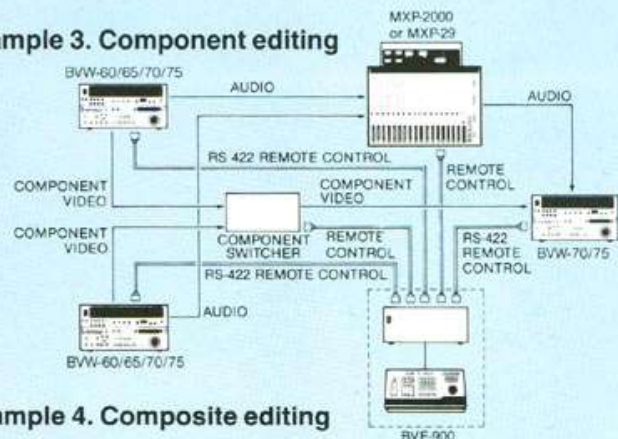 ample 3. Component editing
MXP-2000
or MXP-29
BVW-60/65/70/75
AUDIO
AUDIO
RS 422 REMOTE CONTROL
REMOTE
CONTROL
COMPONENT
VIDEO
COMPONENT
VIDEO
COMPONENT
VIDEO
COMPONENT
SWITCHER
REMOTE
CONTROL
RS-422
REMOTE
CONTROL
BVW-70/75
RS-422 REMOTE CONTROL
AUDIO
BVW-60/65/70/75
ample 4. Composite editing
BVE-900